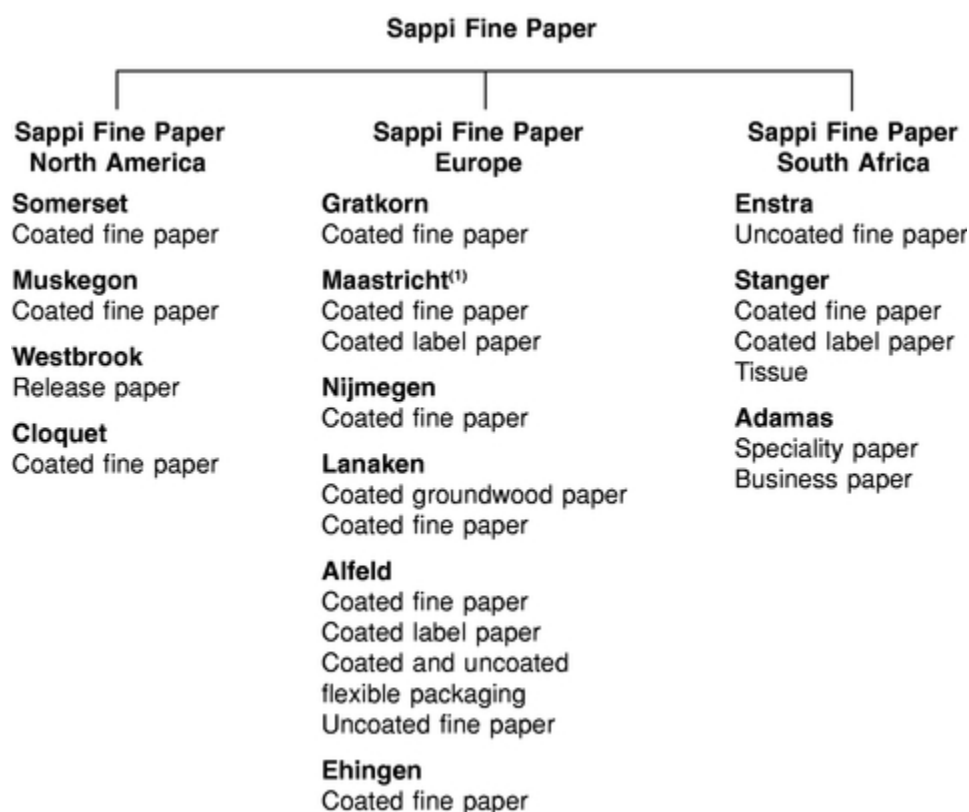 Sappi Fine Paper
Sappi Fine Paper
North America
Somerset
Coated fine paper
Muskegon
Coated fine paper
Westbrook
Release paper
Cloquet
Coated fine paper
Sappi Fine Paper
Europe
Gratkorn
Coated fine paper
Maastricht(1)
Coated fine paper
Coated label paper
Nijmegen
Coated fine paper
Lanaken
Coated groundwood paper
Coated fine paper
Alfeld
Coated fine paper
Coated label paper
Coated and uncoated
flexible packaging
Uncoated fine paper
Ehingen
Coated fine paper
Sappi Fine Paper
South Africa
Enstra
Uncoated fine paper
Stanger
Coated fine paper
Coated label paper
Tissue
Adamas
Speciality paper
Business paper